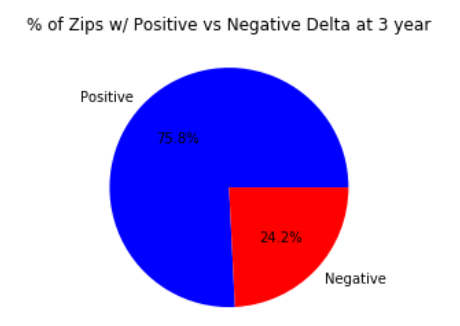 % of Zips w/ Positive vs Negative Delta at 3 year
Positive
75.8%
24.2%
Negative